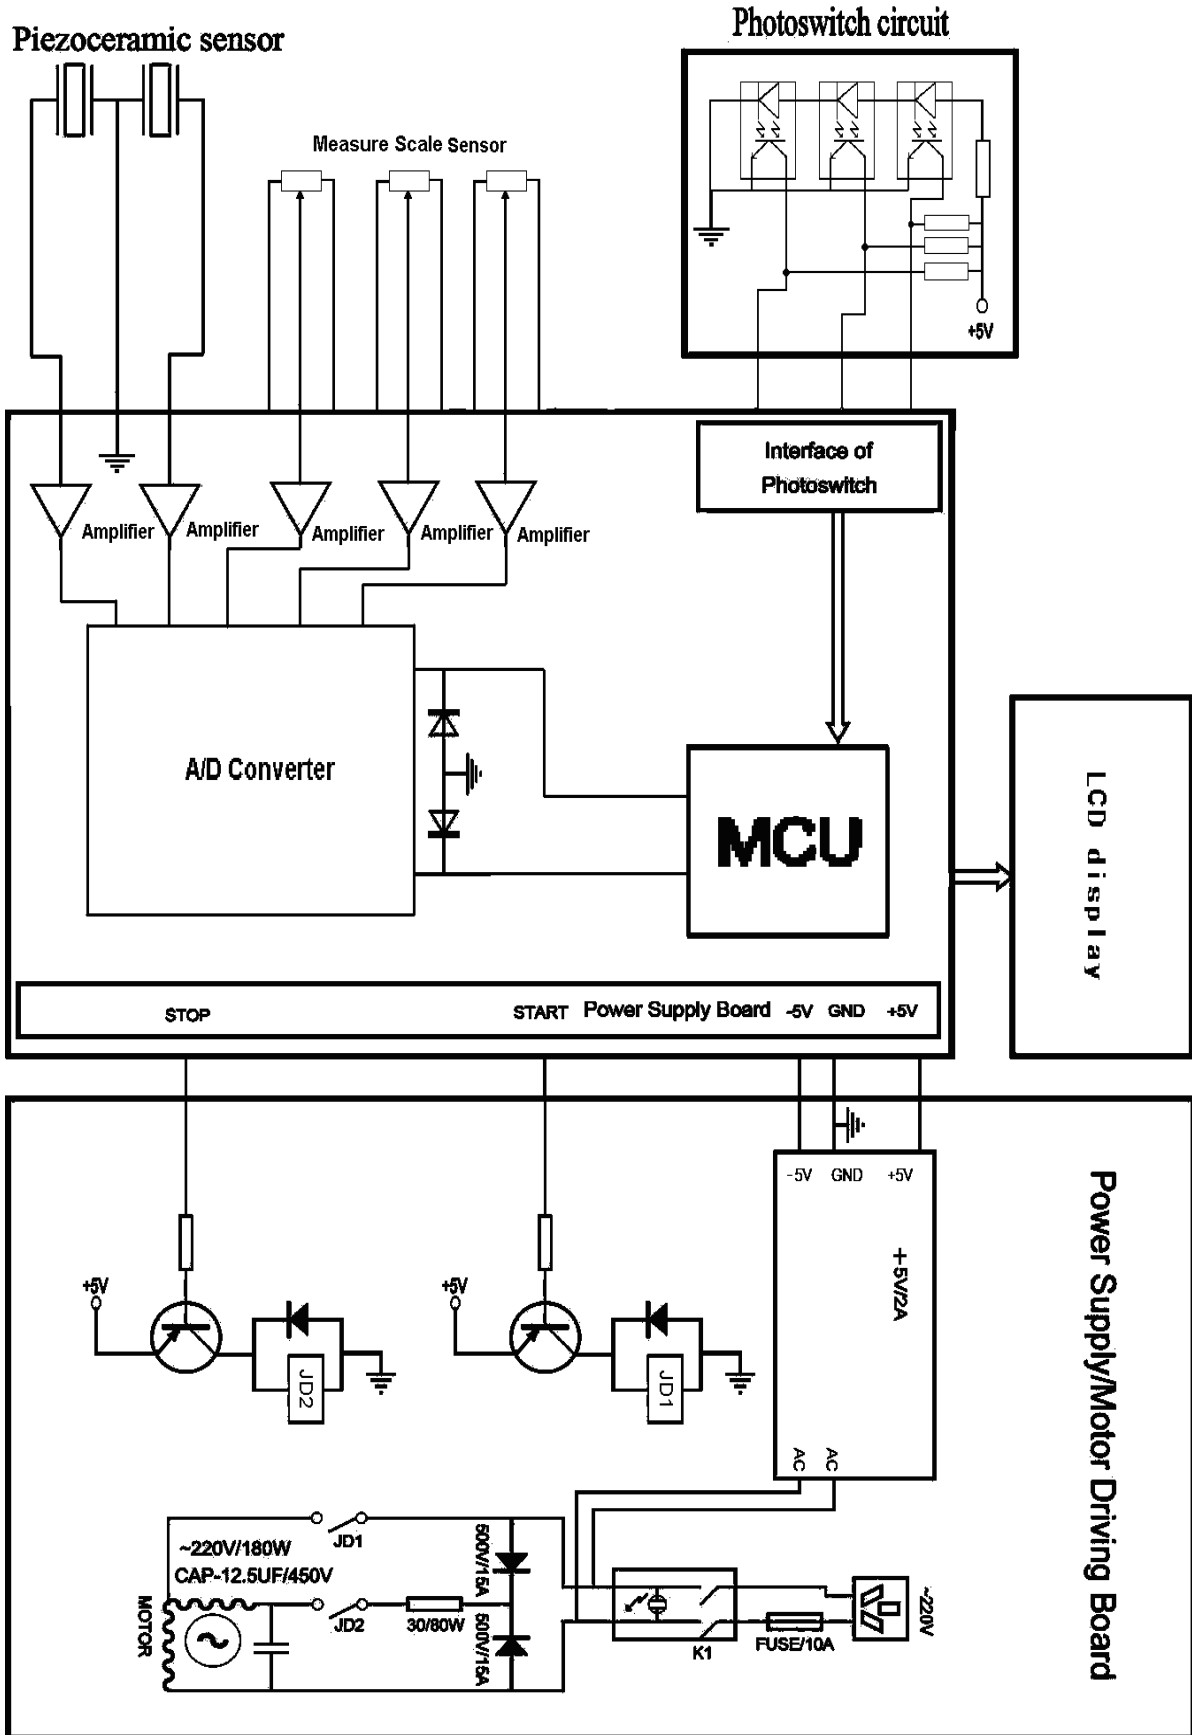 Photoswitch circuit
Piezoceramic sensor
Measure Scale Sensor
+5V
Interface of
Photoswitch
Amplifier
Amplifier
Amplifier
Amplifier
Amplifier
A/D Converter
MCU
LCD display
STOP
START
Power Supply Board
-5V
GND
+5V
-5V
GND
+5V
+5V/2A
AC
AC
Power Supply/Motor Driving Board
+5V
JD2
+5V
JD1
~220V/180W
CAP-12.5UF/450V
JD1
500V/15A
MOTOR
JD2
30/80W
500V/15A
K1
FUSE/10A
~220V